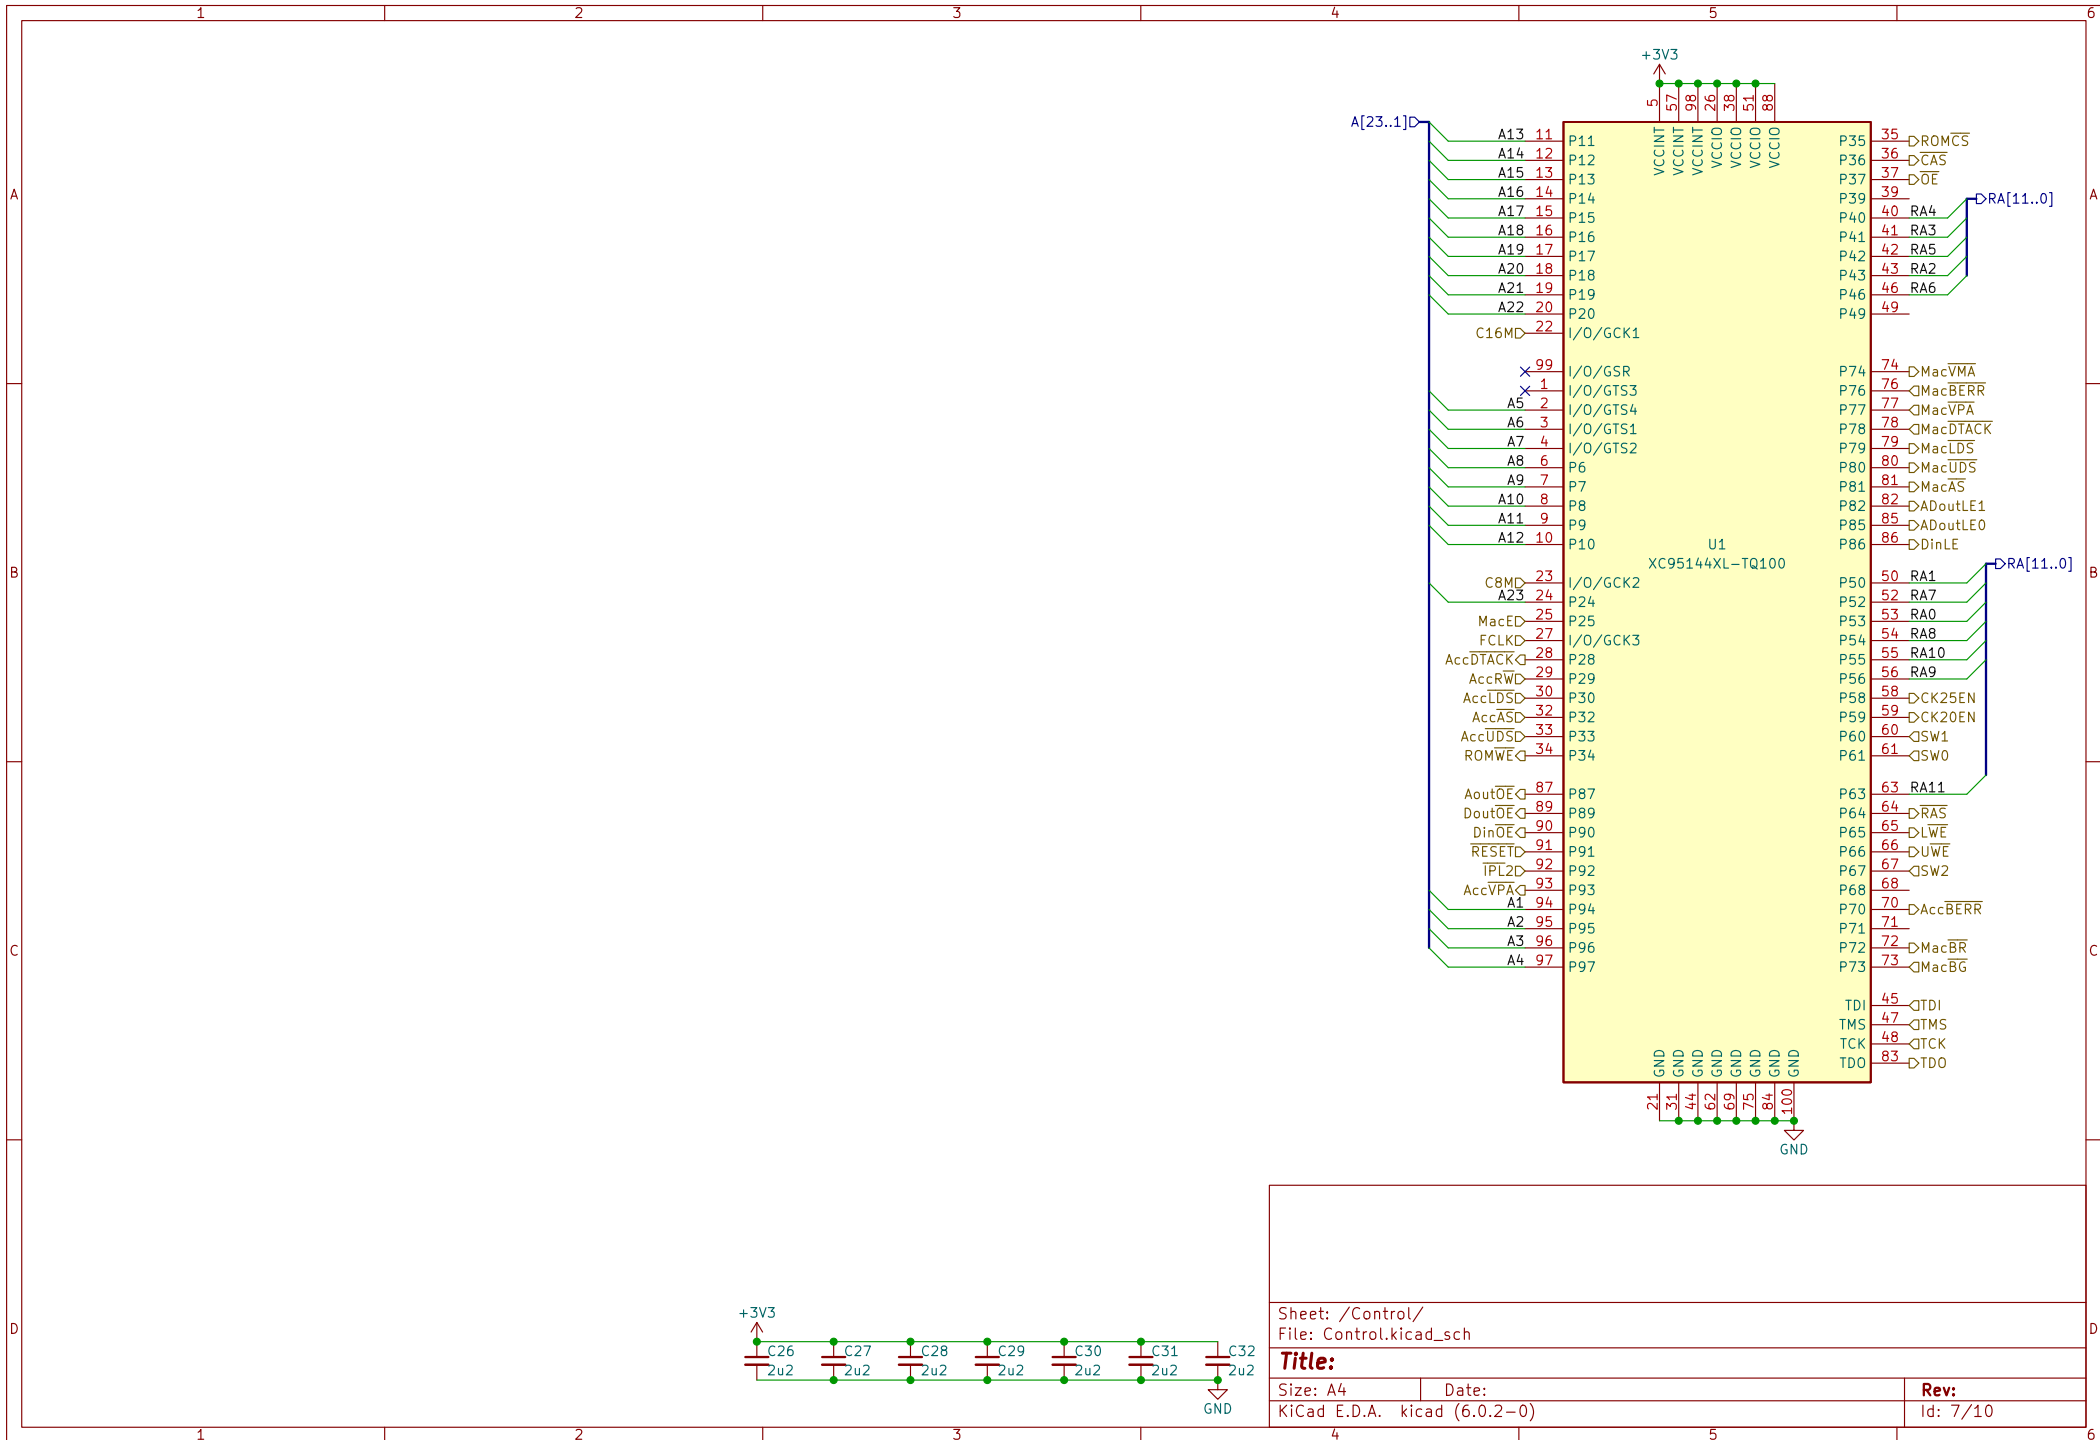 1 2 3 4 5 6
A
B
C
D
A
B
C
D
1 2 3 4 5 6
+3V3
5 57 98 26 38 51 88
VCCINT VCCINT VCCINT VCCIO VCCIO VCCIO VCCIO
A[23..1]
A13 11 P11
A14 12 P12
A15 13 P13
A16 14 P14
A17 15 P15
A18 16 P16
A19 17 P17
A20 18 P18
A21 19 P19
A22 20 P20
C16M 22 I/O/GCK1
99 I/O/GSR
1 I/O/GTS3
A5 2 I/O/GTS4
A6 3 I/O/GTS1
A7 4 I/O/GTS2
A8 6 P6
A9 7 P7
A10 8 P8
A11 9 P9
A12 10 P10
C8M 23 I/O/GCK2
A23 24 P24
MacE 25 P25
FCLK 27 I/O/GCK3
AccDTACK 28 P28
AccRW 29 P29
AccLDS 30 P30
AccAS 32 P32
AccUDS 33 P33
ROMWE 34 P34
AoutOE 87 P87
DoutOE 89 P89
DinOE 90 P90
RESET 91 P91
IPL2 92 P92
AccVPA 93 P93
A1 94 P94
A2 95 P95
A3 96 P96
A4 97 P97
U1
XC95144XL-TQ100
P35 35 ROMCS
P36 36 CAS
P37 37 OE
P39 39
RA[11..0]
P40 40 RA4
P41 41 RA3
P42 42 RA5
P43 43 RA2
P46 46 RA6
P49 49
P74 74 MacVMA
P76 76 MacBERR
P77 77 MacVPA
P78 78 MacDTACK
P79 79 MacLDS
P80 80 MacUDS
P81 81 MacAS
P82 82 ADoutLE1
P85 85 ADoutLE0
P86 86 DinLE
RA[11..0]
P50 50 RA1
P52 52 RA7
P53 53 RA0
P54 54 RA8
P55 55 RA10
P56 56 RA9
P58 58 CK25EN
P59 59 CK20EN
P60 60 SW1
P61 61 SW0
P63 63 RA11
P64 64 RAS
P65 65 LWE
P66 66 UWE
P67 67 SW2
P68 68
P70 70 AccBERR
P71 71
P72 72 MacBR
P73 73 MacBG
TDI 45 TDI
TMS 47 TMS
TCK 48 TCK
TDO 83 TDO
GND GND GND GND GND GND GND GND
21 31 44 62 69 75 84 100
GND
+3V3
C26 C27 C28 C29 C30 C31 C32
2u2 2u2 2u2 2u2 2u2 2u2 2u2
GND
Sheet: /Control/
File: Control.kicad_sch
Title:
Size: A4 Date: Rev:
KiCad E.D.A. kicad (6.0.2-0) Id: 7/10